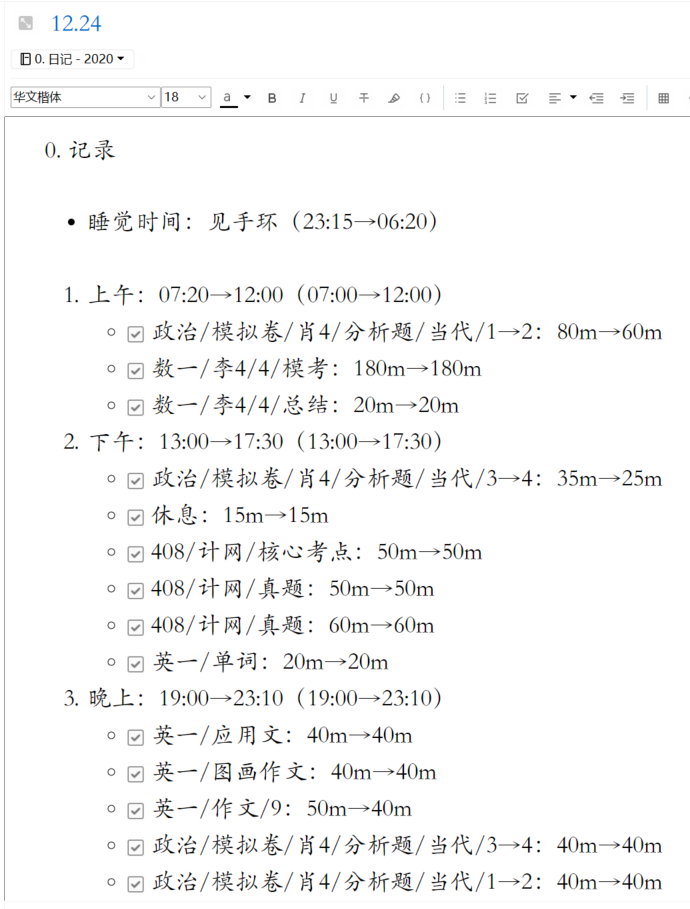 12.24
0. 日记 - 2020
华文楷体 18 a B I U T {}
0. 记录
• 睡觉时间：见手环（23:15→06:20）
1. 上午：07:20→12:00（07:00→12:00）
政治/模拟卷/肖4/分析题/当代/1→2：80m→60m
数一/李4/4/模考：180m→180m
数一/李4/4/总结：20m→20m
2. 下午：13:00→17:30（13:00→17:30）
政治/模拟卷/肖4/分析题/当代/3→4：35m→25m
休息：15m→15m
408/计网/核心考点：50m→50m
408/计网/真题：50m→50m
408/计网/真题：60m→60m
英一/单词：20m→20m
3. 晚上：19:00→23:10（19:00→23:10）
英一/应用文：40m→40m
英一/图画作文：40m→40m
英一/作文/9：50m→40m
政治/模拟卷/肖4/分析题/当代/3→4：40m→40m
政治/模拟卷/肖4/分析题/当代/1→2：40m→40m